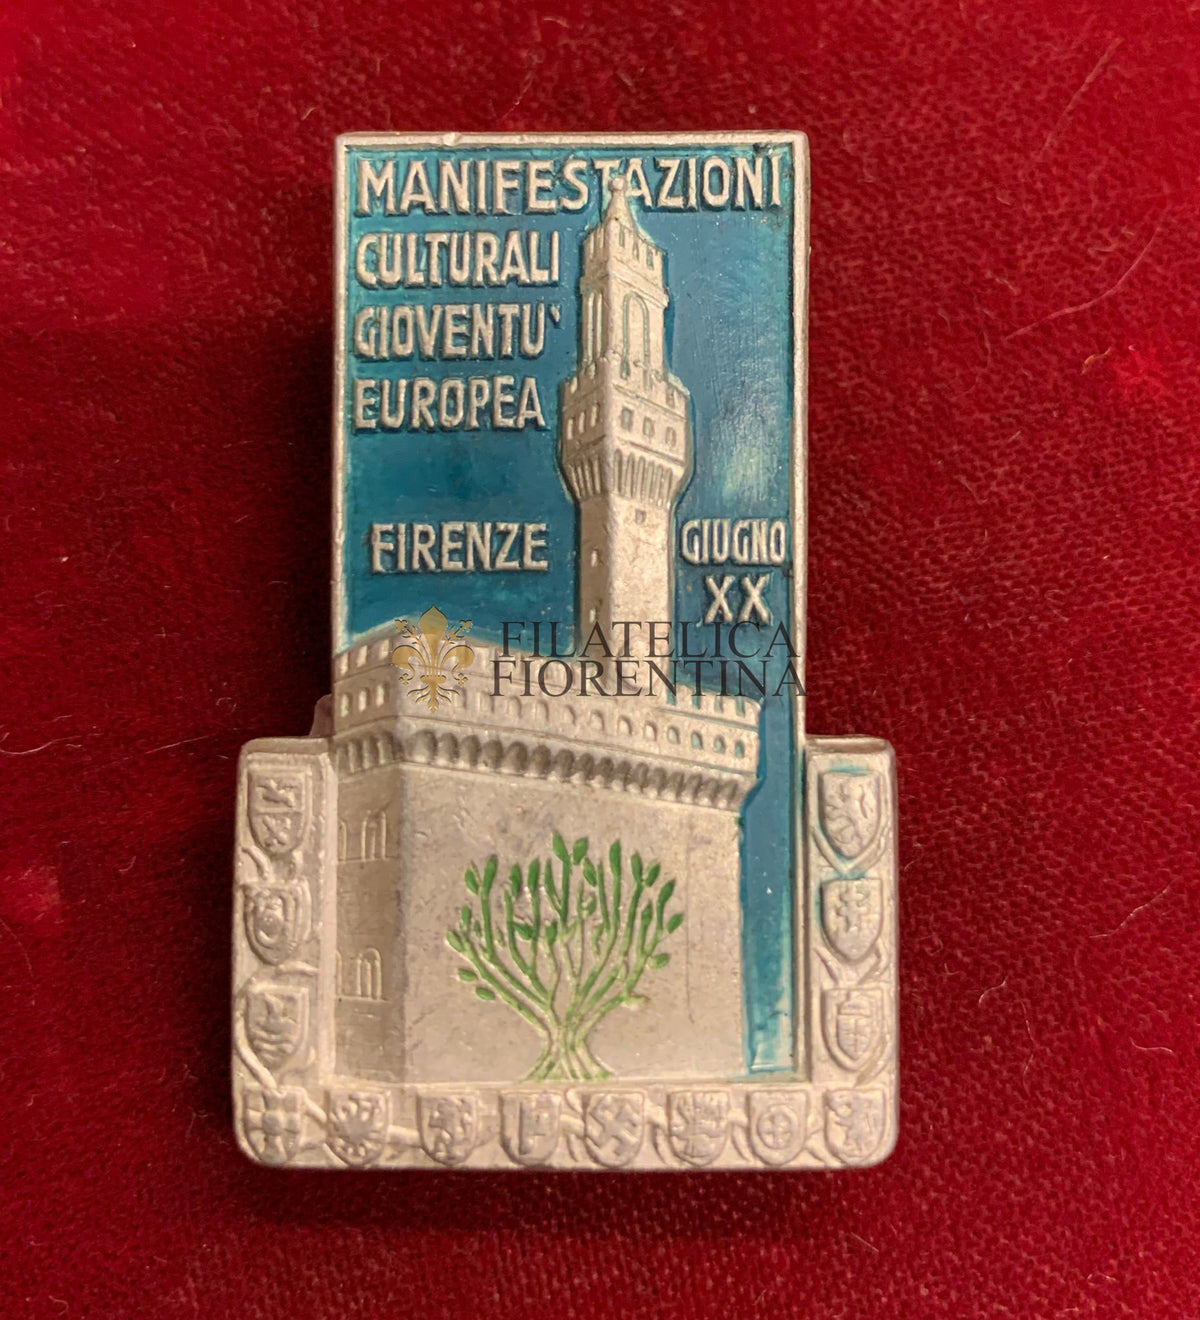 MANIFESTAZIONI
CULTURALI
GIOVENTU'
EUROPEA
FIRENZE
GIUGNO
XX
FILATELICA
FIORENTINA